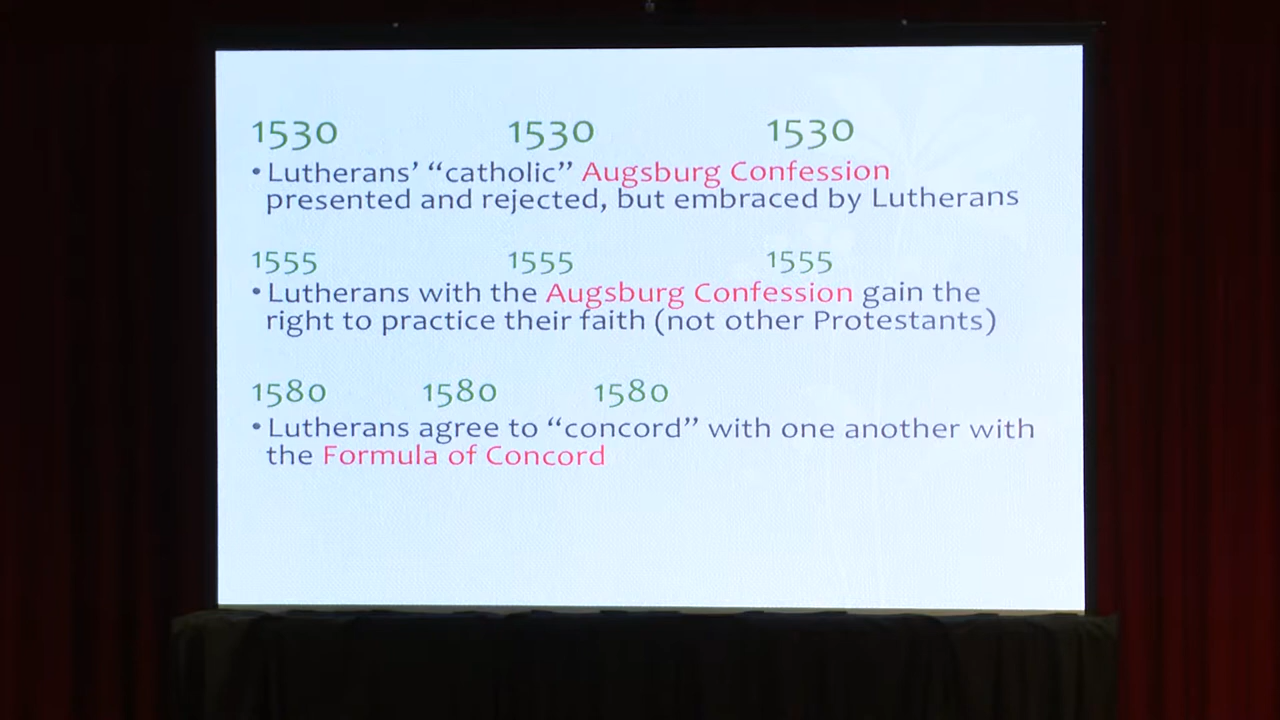 1530 1530 1530
• Lutherans’ “catholic” Augsburg Confession
presented and rejected, but embraced by Lutherans
1555 1555 1555
• Lutherans with the Augsburg Confession gain the
right to practice their faith (not other Protestants)
1580 1580 1580
• Lutherans agree to “concord” with one another with
the Formula of Concord